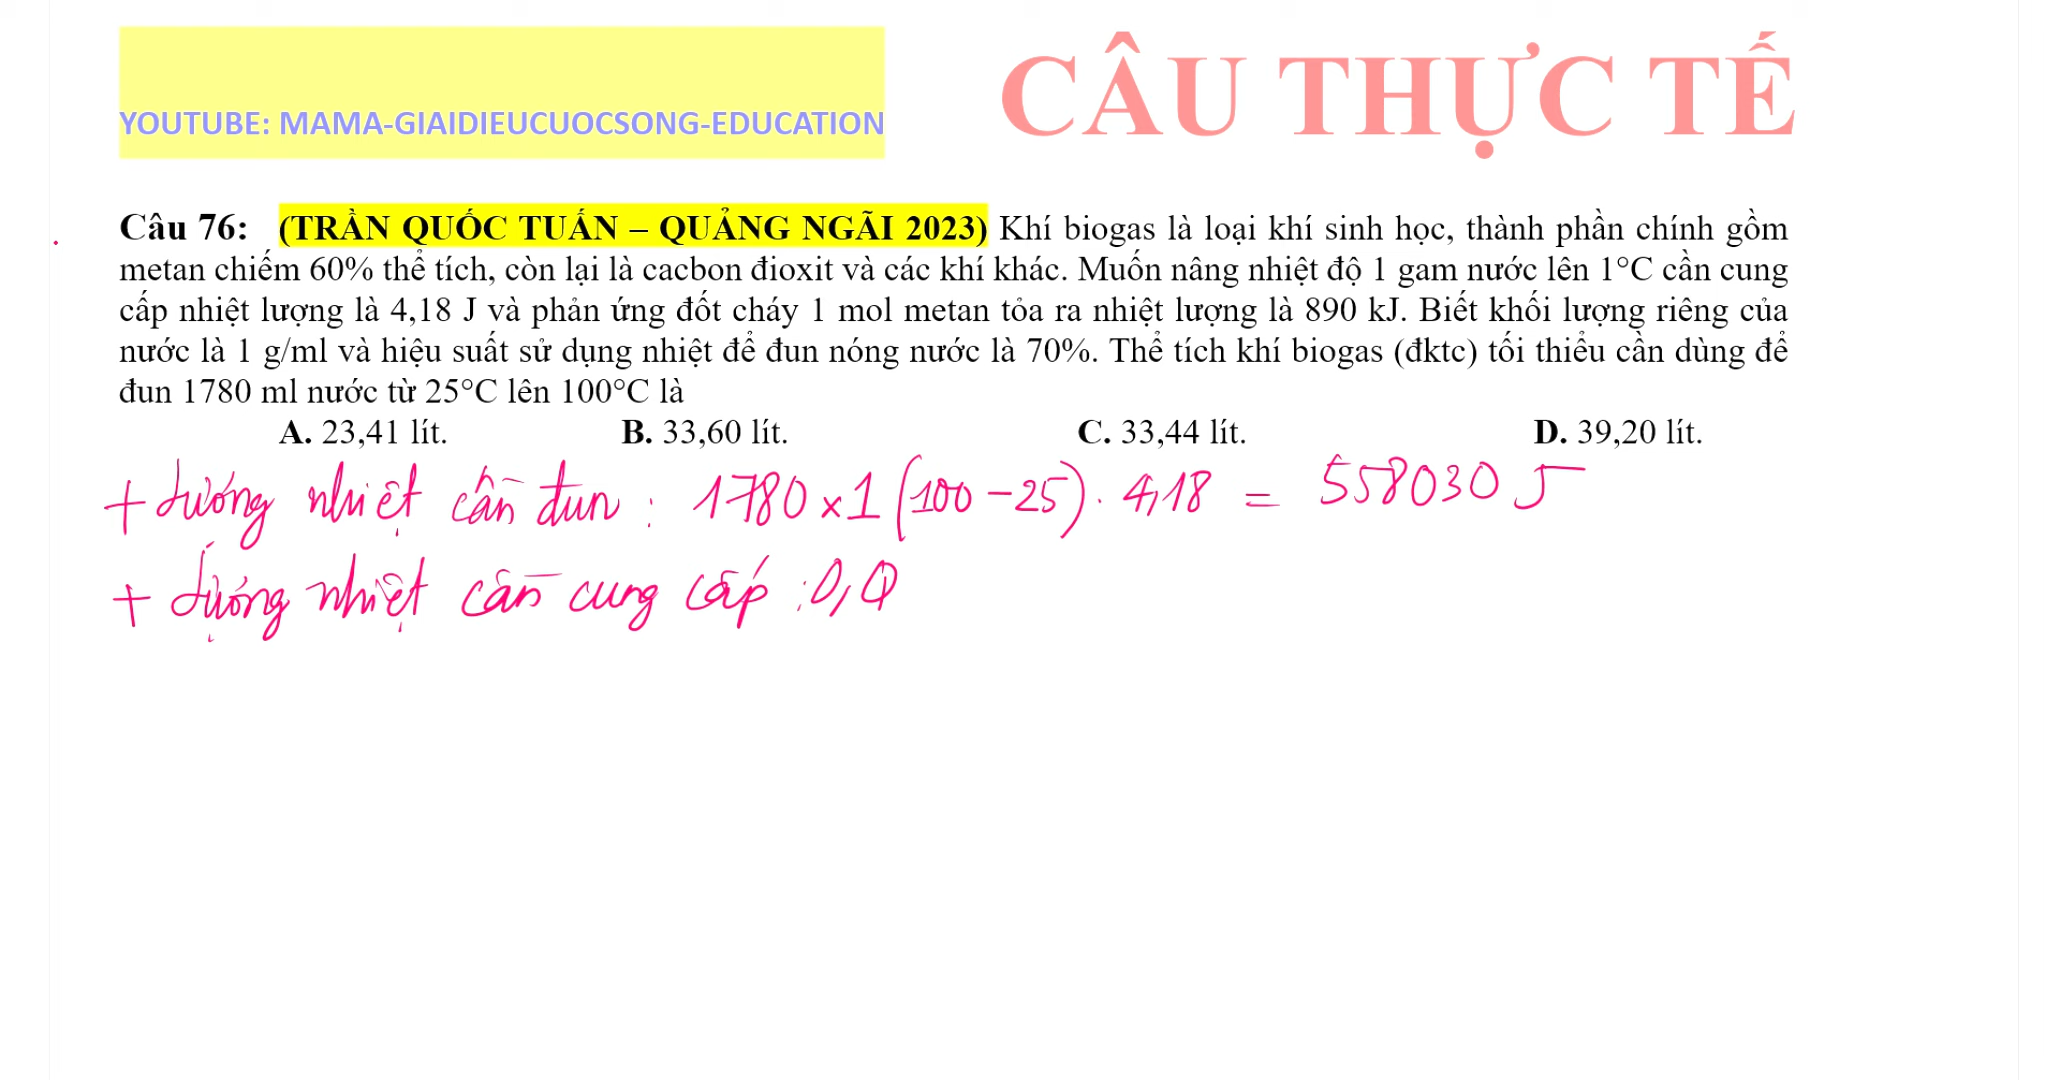 YOUTUBE: MAMA-GIAIDIEUCUOCSONG-EDUCATION
CÂU THỰC TẾ
Câu 76: (TRẦN QUỐC TUẤN – QUẢNG NGÃI 2023) Khí biogas là loại khí sinh học, thành phần chính gồm
metan chiếm 60% thể tích, còn lại là cacbon đioxit và các khí khác. Muốn nâng nhiệt độ 1 gam nước lên 1°C cần cung
cấp nhiệt lượng là 4,18 J và phản ứng đốt cháy 1 mol metan tỏa ra nhiệt lượng là 890 kJ. Biết khối lượng riêng của
nước là 1 g/ml và hiệu suất sử dụng nhiệt để đun nóng nước là 70%. Thể tích khí biogas (đktc) tối thiểu cần dùng để
đun 1780 ml nước từ 25°C lên 100°C là
A. 23,41 lít. B. 33,60 lít. C. 33,44 lít. D. 39,20 lít.
+ Lượng nhiệt cần đun : 1780 x 1 (100 - 25) . 4,18 = 558030 J
+ Lượng nhiệt cần cung cấp : 0,Q